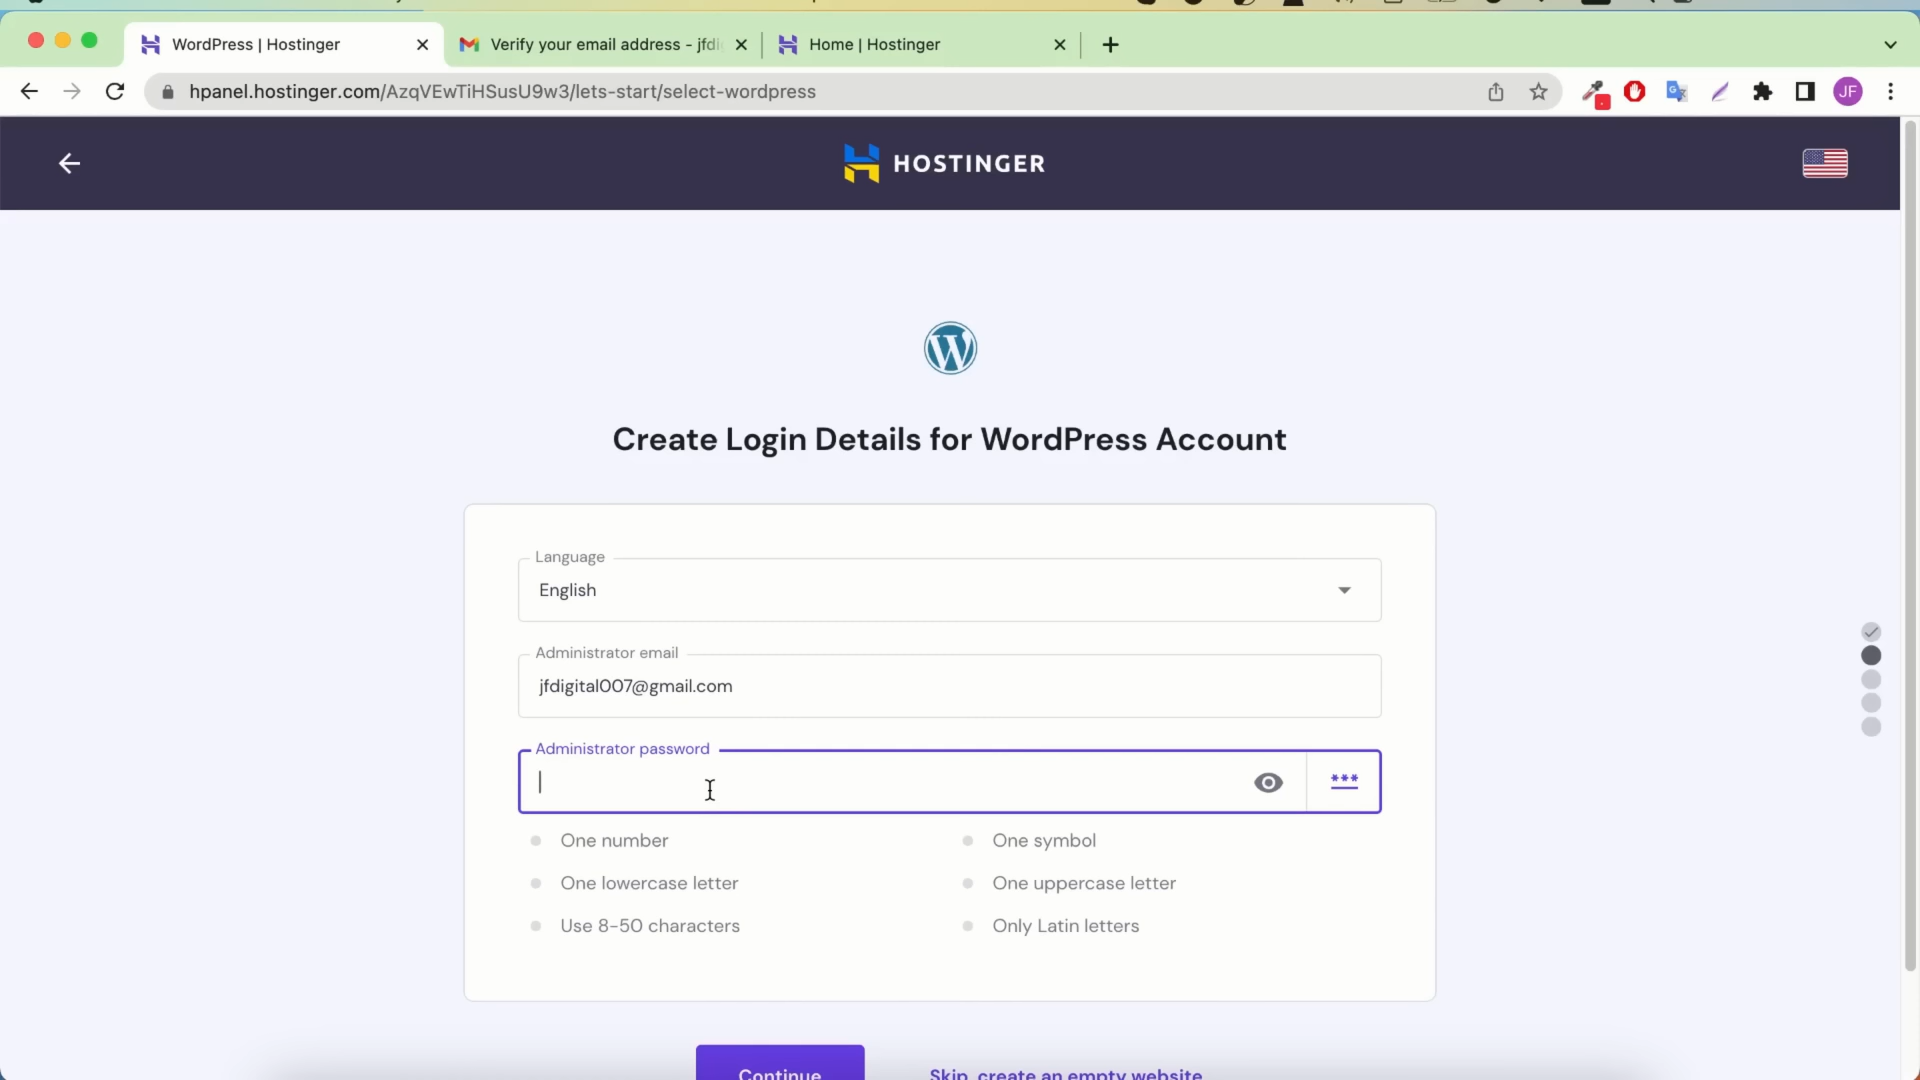 WordPress | Hostinger
Verify your email address - jfdi
Home | Hostinger
hpanel.hostinger.com/AzqVEwTiHSusU9w3/lets-start/select-wordpress
JF
HOSTINGER
Create Login Details for WordPress Account
Language
English
Administrator email
jfdigital007@gmail.com
Administrator password
One number
One symbol
One lowercase letter
One uppercase letter
Use 8-50 characters
Only Latin letters
Continue
Skip, create an empty website